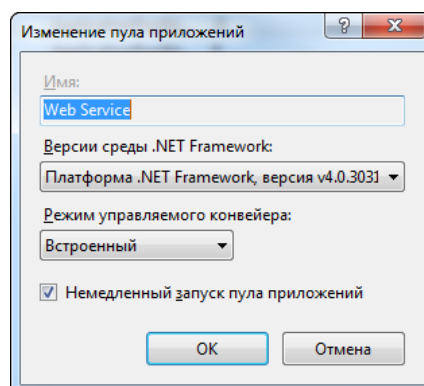 Изменение пула приложений
Имя:
Web Service
Версии среды .NET Framework:
Платформа .NET Framework, версия v4.0.3031
Режим управляемого конвейера:
Встроенный
Немедленный запуск пула приложений
ОК
Отмена